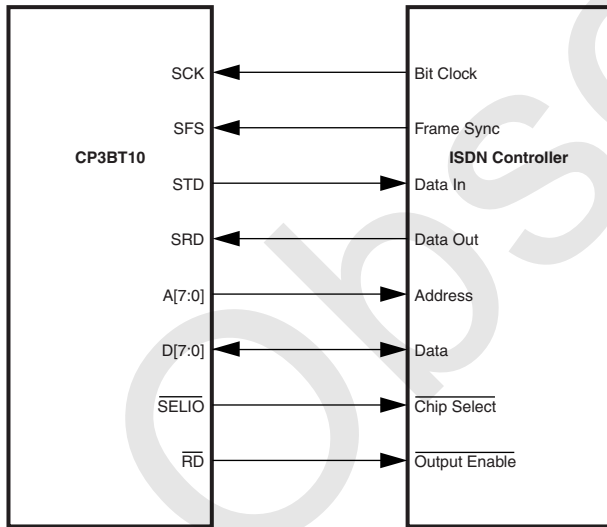 SCK Bit Clock
SFS Frame Sync
CP3BT10 ISDN Controller
STD Data In
SRD Data Out
A[7:0] Address
D[7:0] Data
SELIO Chip Select
RD Output Enable
Obs